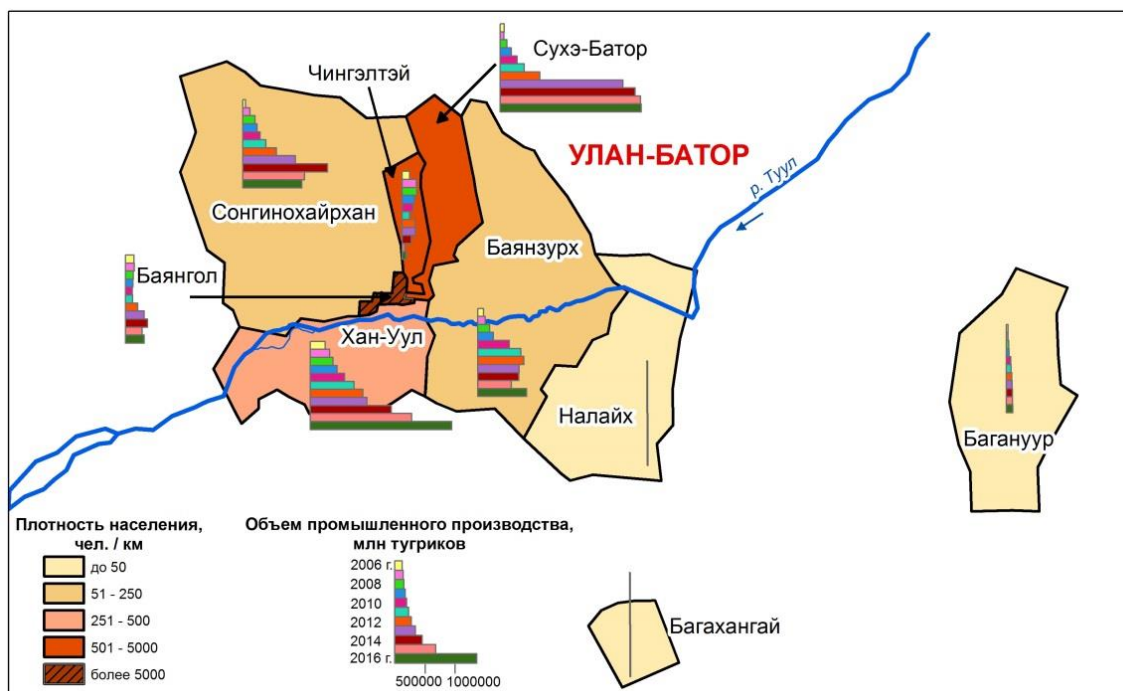 Сухэ-Батор
Чингэлтэй
УЛАН-БАТОР
р. Туул
Сонгинохайрхан
Баянзурх
Баянгол
Хан-Уул
Налайх
Багануур
Плотность населения,
чел. / км
до 50
51 - 250
251 - 500
501 - 5000
более 5000
Объем промышленного производства,
млн тугриков
2006 г.
2008
2010
2012
2014
2016 г.
500000 1000000
Багахангай